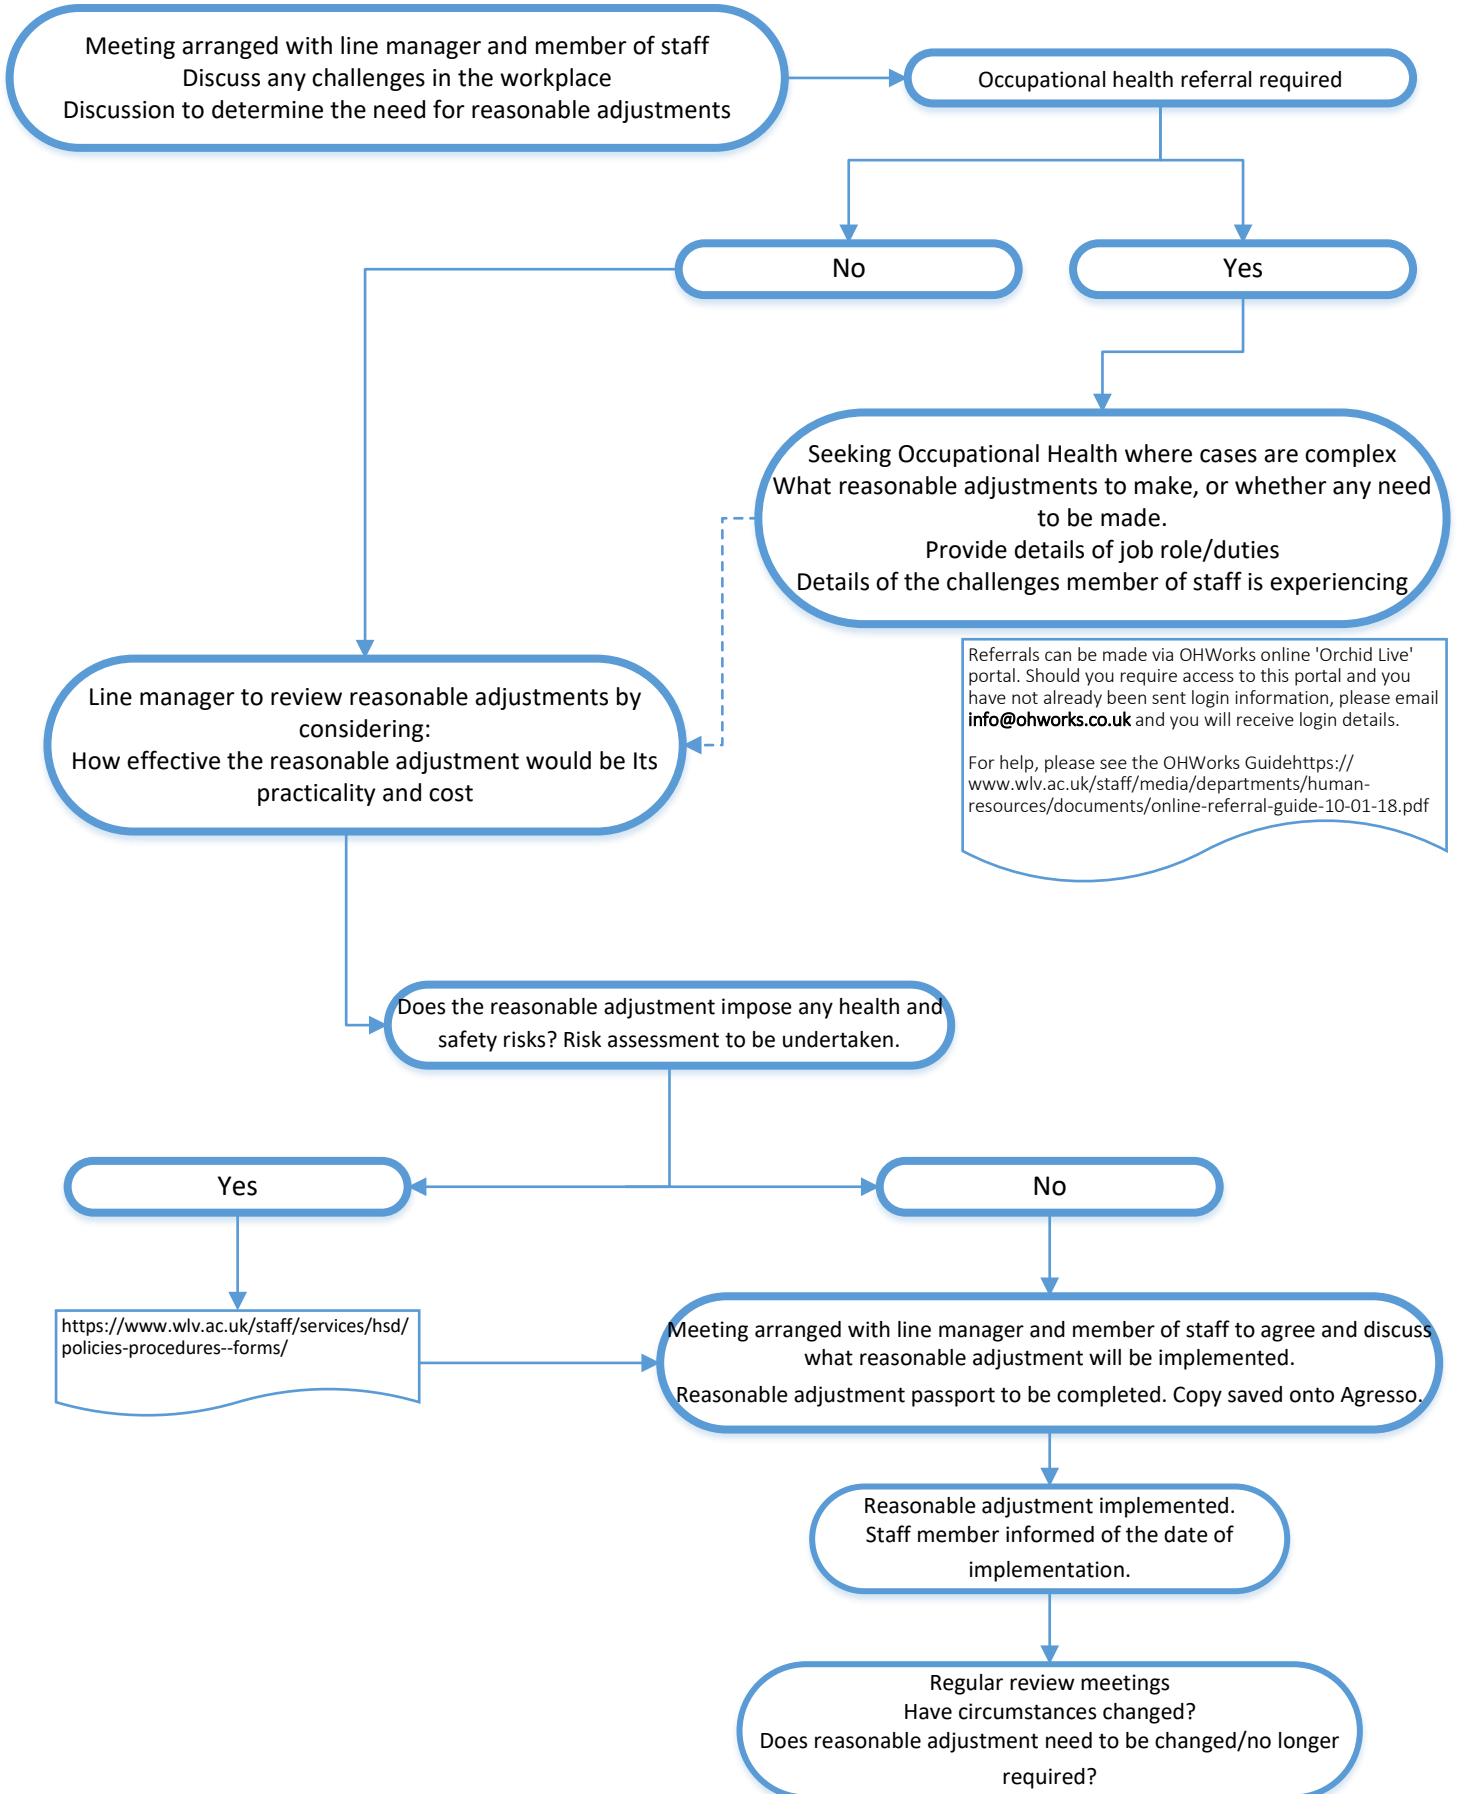 Meeting arranged with line manager and member of staff
Discuss any challenges in the workplace
Discussion to determine the need for reasonable adjustments
Occupational health referral required
No
Yes
Seeking Occupational Health where cases are complex
What reasonable adjustments to make, or whether any need
to be made.
Provide details of job role/duties
Details of the challenges member of staff is experiencing
Referrals can be made via OHWorks online 'Orchid Live'
portal. Should you require access to this portal and you
have not already been sent login information, please email
info@ohworks.co.uk and you will receive login details.
For help, please see the OHWorks Guidehttps://
www.wlv.ac.uk/staff/media/departments/human-
resources/documents/online-referral-guide-10-01-18.pdf
Line manager to review reasonable adjustments by
considering:
How effective the reasonable adjustment would be Its
practicality and cost
Does the reasonable adjustment impose any health and
safety risks? Risk assessment to be undertaken.
Yes
No
https://www.wlv.ac.uk/staff/services/hsd/
policies-procedures--forms/
Meeting arranged with line manager and member of staff to agree and discuss
what reasonable adjustment will be implemented.
Reasonable adjustment passport to be completed. Copy saved onto Agresso.
Reasonable adjustment implemented.
Staff member informed of the date of
implementation.
Regular review meetings
Have circumstances changed?
Does reasonable adjustment need to be changed/no longer
required?